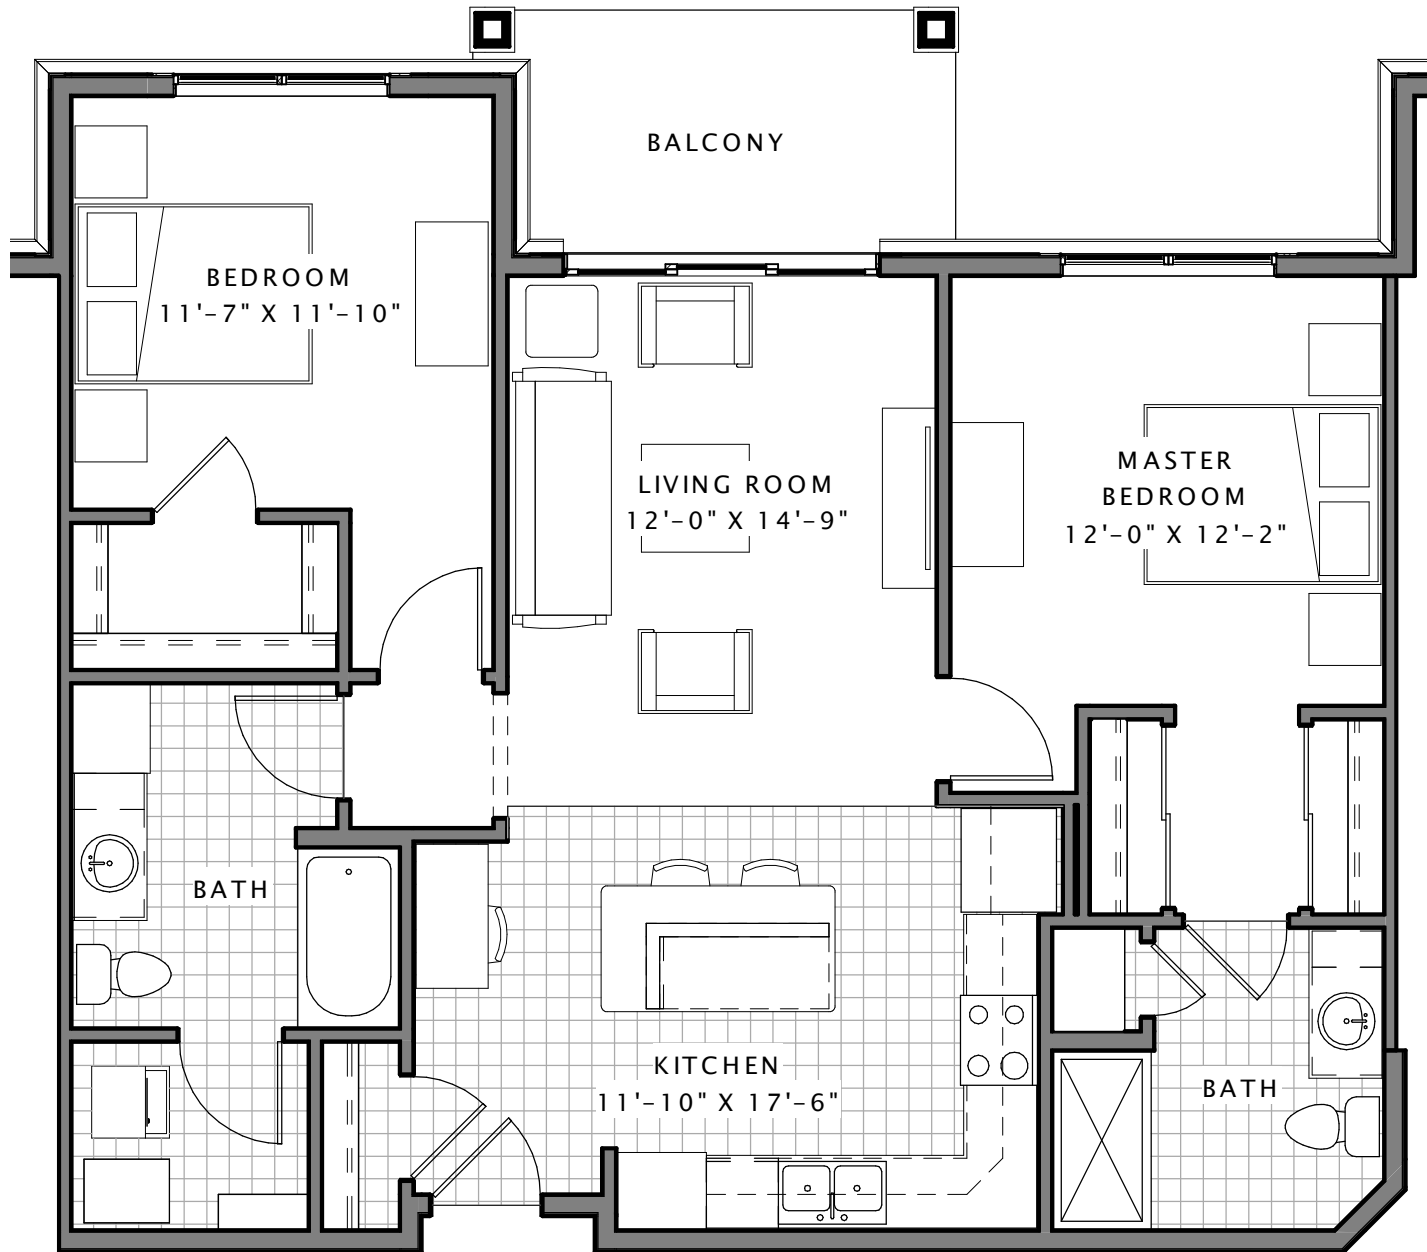 BALCONY
BEDROOM
11'-7" X 11'-10"
LIVING ROOM
12'-0" X 14'-9"
MASTER
BEDROOM
12'-0" X 12'-2"
BATH
KITCHEN
11'-10" X 17'-6"
BATH